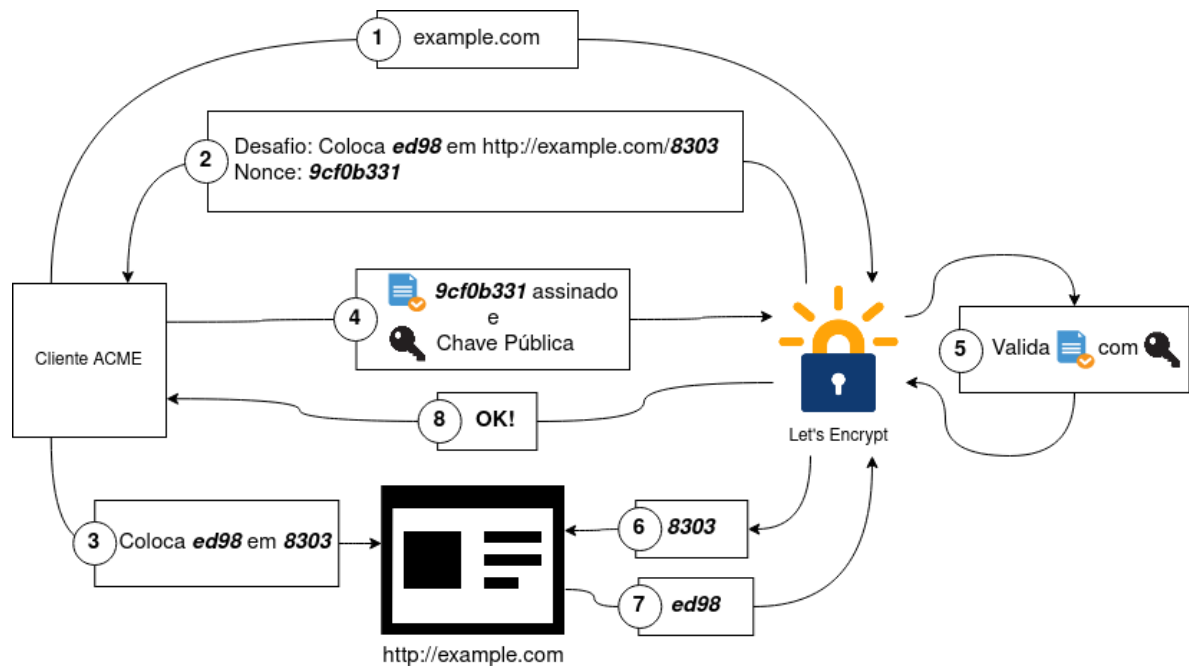 1 example.com
2 Desafio: Coloca ed98 em http://example.com/8303
Nonce: 9cf0b331
Cliente ACME
4 9cf0b331 assinado
e
Chave Pública
5 Valida com
8 OK!
Let's Encrypt
3 Coloca ed98 em 8303
6 8303
7 ed98
http://example.com